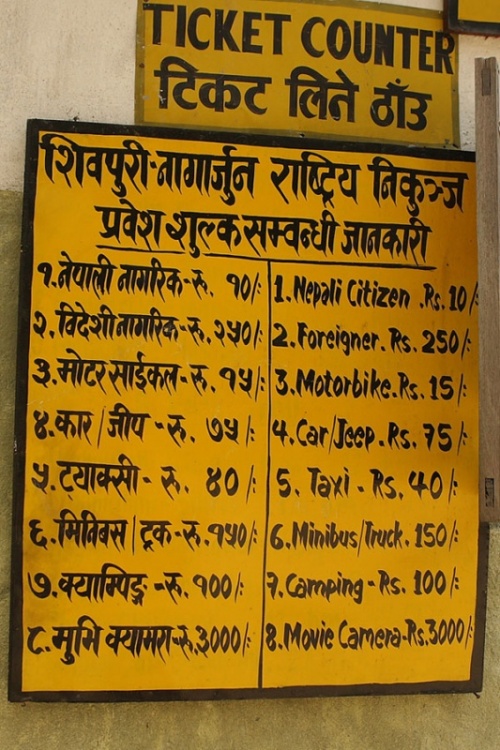 TICKET COUNTER
टिकट लिने ठाँउ
शिवपुरी-नागार्जुन राष्ट्रिय निकुञ्ज
प्रवेश शुल्क सम्वन्धी जानकारी
१. नेपाली नागरिक - रु. १०/:
२. विदेशी नागरिक - रु. २५०/:
३. मोटर साईकल - रु. १५/:
४. कार/जीप - रु. ७५/:
५. ट्याक्सी - रु. ४०/:
६. मिनिबस/ट्रक - रु. १५०/:
७. क्याम्पिङ्ग - रु. १००/:
८. मुभि क्यामरा - रु. ३०००/:
1. Nepali Citizen . Rs. 10/:
2. Foreigner. Rs. 250/:
3. Motorbike. Rs. 15/:
4. Car/Jeep. Rs. 75/:
5. Taxi - Rs. 40/:
6. Minibus/Truck. 150/:
7. Camping - Rs. 100/:
8. Movie Camera - Rs. 3000/: